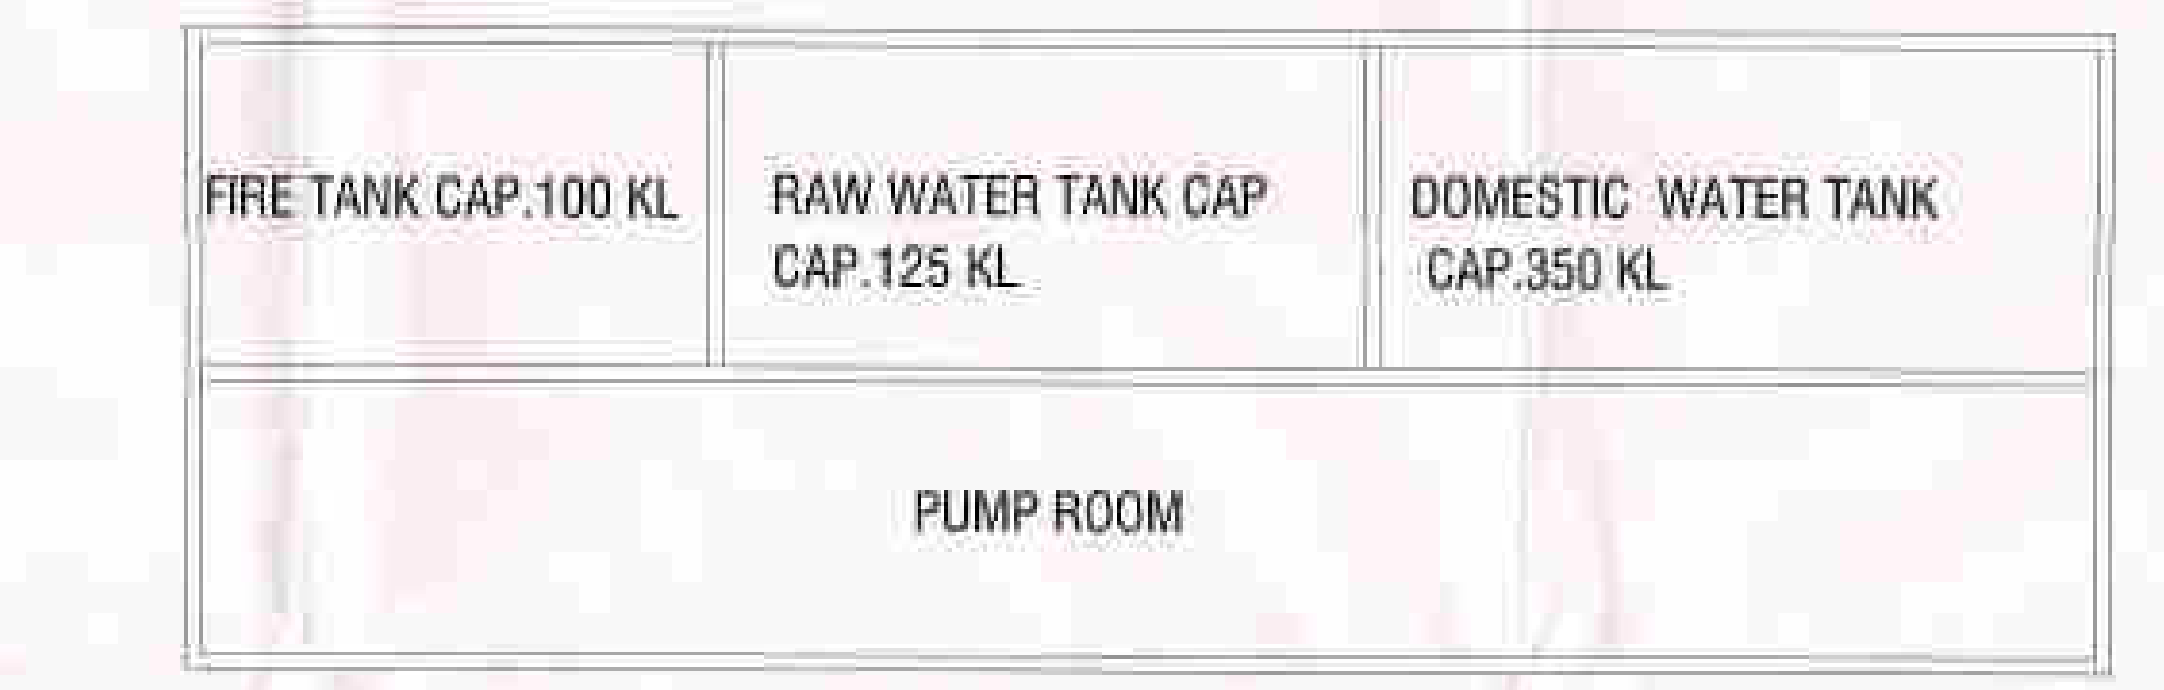 FIRE TANK CAP.100 KL
RAW WATER TANK CAP
CAP.125 KL
DOMESTIC WATER TANK
CAP.350 KL
PUMP ROOM